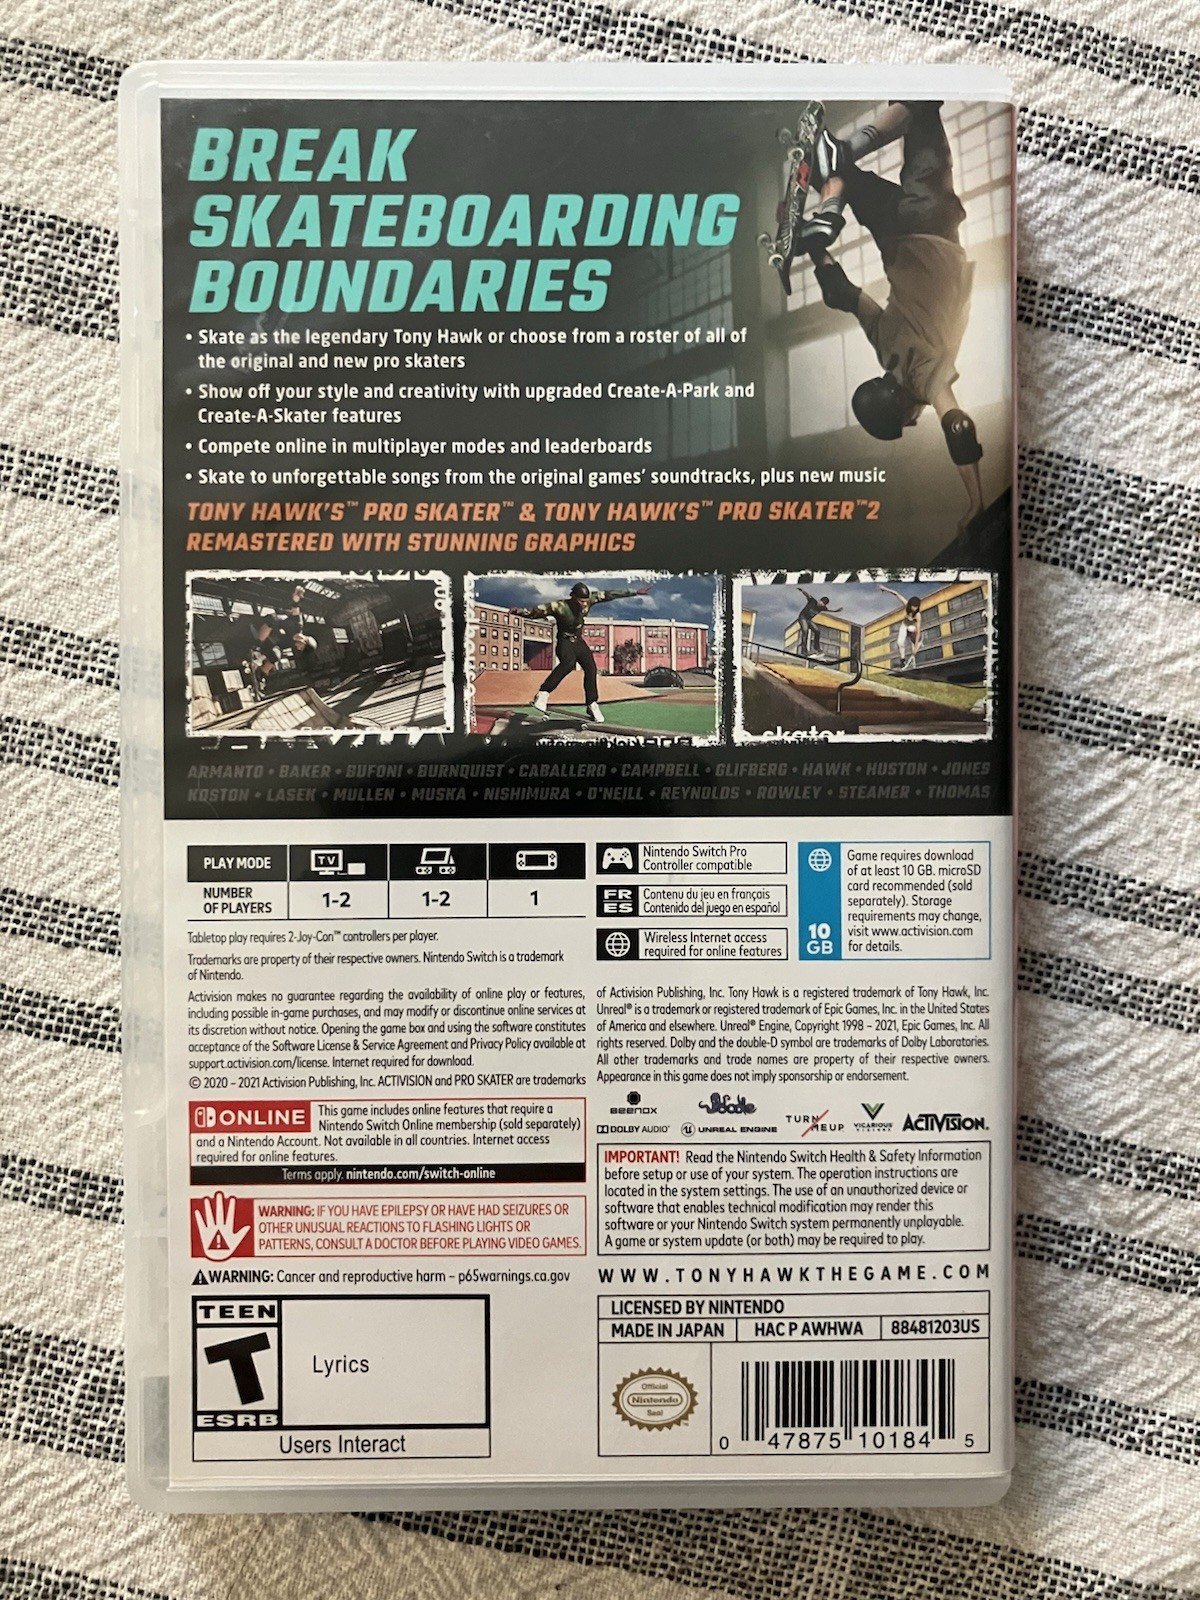 BREAK
SKATEBOARDING
BOUNDARIES
• Skate as the legendary Tony Hawk or choose from a roster of all of
the original and new pro skaters
• Show off your style and creativity with upgraded Create-A-Park and
Create-A-Skater features
• Compete online in multiplayer modes and leaderboards
• Skate to unforgettable songs from the original games' soundtracks, plus new music
TONY HAWK'S™ PRO SKATER™ & TONY HAWK'S™ PRO SKATER™2
REMASTERED WITH STUNNING GRAPHICS
skater
ARMANTO • BAKER • BUFONI • BURNQUIST • CABALLERO • CAMPBELL • GLIFBERG • HAWK • HUSTON • JONES
KOSTON • LASEK • MULLEN • MUSKA • NISHIMURA • O'NEILL • REYNOLDS • ROWLEY • STEAMER • THOMAS
PLAY MODE
TV
NUMBER
OF PLAYERS
1-2
1-2
1
Tabletop play requires 2-Joy-Con™ controllers per player.
Trademarks are property of their respective owners. Nintendo Switch is a trademark
of Nintendo.
Nintendo Switch Pro
Controller compatible
FR
ES
Contenu du jeu en français
Contenido del juego en español
Wireless Internet access
required for online features
10
GB
Game requires download
of at least 10 GB. microSD
card recommended (sold
separately). Storage
requirements may change,
visit www.activision.com
for details.
Activision makes no guarantee regarding the availability of online play or features,
including possible in-game purchases, and may modify or discontinue online services at
its discretion without notice. Opening the game box and using the software constitutes
acceptance of the Software License & Service Agreement and Privacy Policy available at
support.activision.com/license. Internet required for download.
© 2020 – 2021 Activision Publishing, Inc. ACTIVISION and PRO SKATER are trademarks
of Activision Publishing, Inc. Tony Hawk is a registered trademark of Tony Hawk, Inc.
Unreal® is a trademark or registered trademark of Epic Games, Inc. in the United States
of America and elsewhere. Unreal® Engine, Copyright 1998 – 2021, Epic Games, Inc. All
rights reserved. Dolby and the double-D symbol are trademarks of Dolby Laboratories.
All other trademarks and trade names are property of their respective owners.
Appearance in this game does not imply sponsorship or endorsement.
ONLINE
This game includes online features that require a
Nintendo Switch Online membership (sold separately)
and a Nintendo Account. Not available in all countries. Internet access
required for online features.
Terms apply. nintendo.com/switch-online
WARNING: IF YOU HAVE EPILEPSY OR HAVE HAD SEIZURES OR
OTHER UNUSUAL REACTIONS TO FLASHING LIGHTS OR
PATTERNS, CONSULT A DOCTOR BEFORE PLAYING VIDEO GAMES.
WARNING: Cancer and reproductive harm – p65warnings.ca.gov
TEEN
T
ESRB
Lyrics
Users Interact
BEENOX
DOLBY AUDIO™
UNREAL ENGINE
TURN
ME UP
VICARIOUS
VISIONS
ACTIVISION®
IMPORTANT! Read the Nintendo Switch Health & Safety Information
before setup or use of your system. The operation instructions are
located in the system settings. The use of an unauthorized device or
software that enables technical modification may render this
software or your Nintendo Switch system permanently unplayable.
A game or system update (or both) may be required to play.
WWW.TONYHAWKTHEGAME.COM
LICENSED BY NINTENDO
MADE IN JAPAN
HAC P AWHWA
88481203US
Official
Nintendo
Seal
0 47875 10184 5